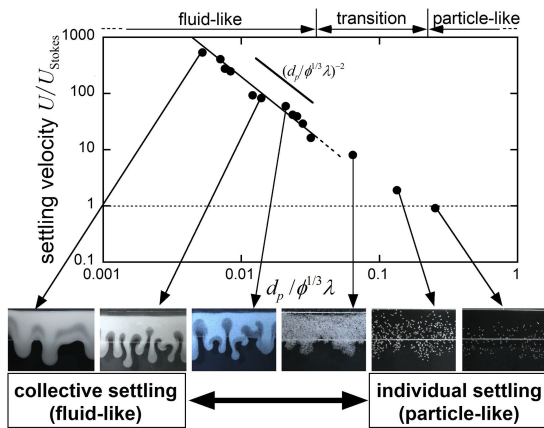 fluid-like transition particle-like
settling velocity U/U_Stokes
1000
100
10
1
0.1
(d_p/ϕ^{1/3}λ)^{-2}
0.001 0.01 0.1 1
d_p/ϕ^{1/3}λ
collective settling
(fluid-like)
individual settling
(particle-like)